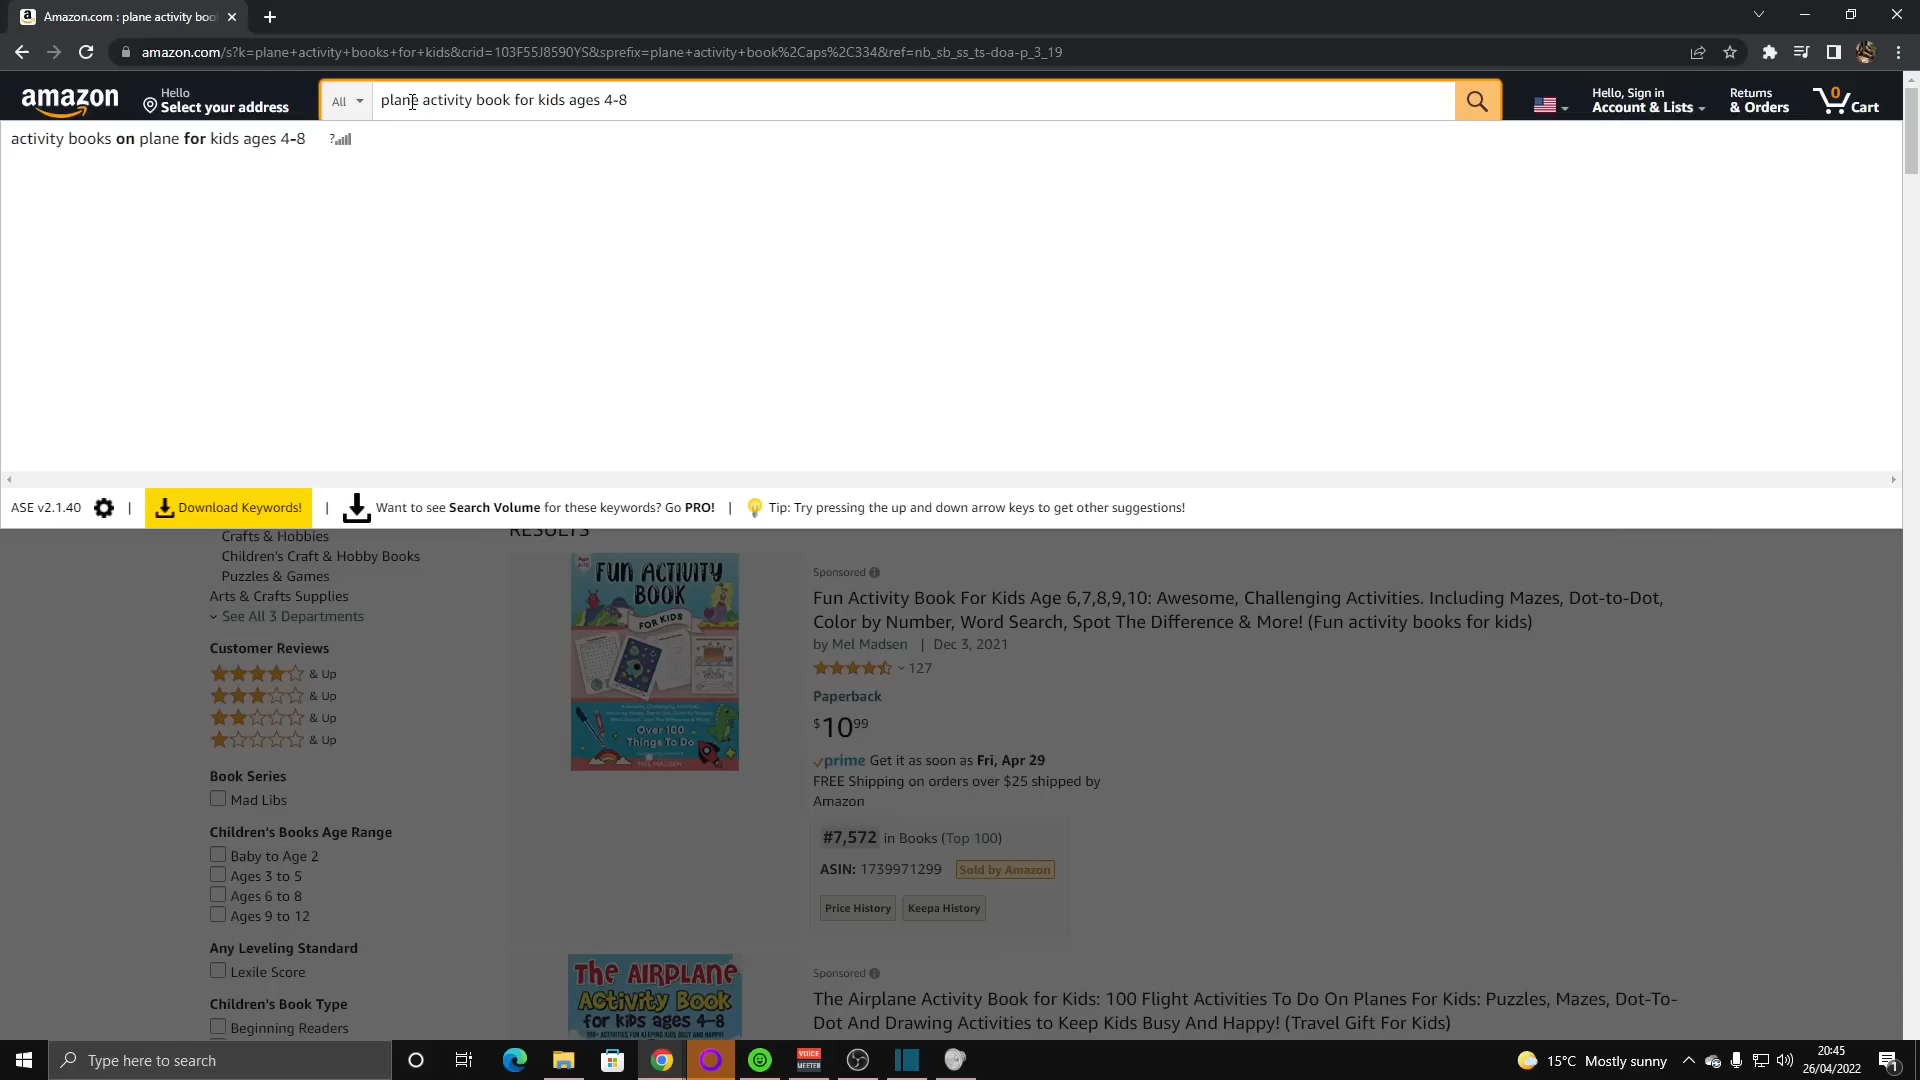 Amazon.com : plane activity boo
amazon.com/s?k=plane+activity+books+for+kids&crid=103F55J8590YS&sprefix=plane+activity+book%2Caps%2C334&ref=nb_sb_ss_ts-doa-p_3_19
amazon
Hello
Select your address
All
plane activity book for kids ages 4-8
Hello, Sign in
Account & Lists
Returns
& Orders
0
Cart
activity books on plane for kids ages 4-8 ?
ASE v2.1.40 | Download Keywords! | Want to see Search Volume for these keywords? Go PRO! | Tip: Try pressing the up and down arrow keys to get other suggestions!
Crafts & Hobbies
Children's Craft & Hobby Books
Puzzles & Games
Arts & Crafts Supplies
See All 3 Departments
Customer Reviews
& Up
& Up
& Up
& Up
Book Series
Mad Libs
Children's Books Age Range
Baby to Age 2
Ages 3 to 5
Ages 6 to 8
Ages 9 to 12
Any Leveling Standard
Lexile Score
Children's Book Type
Beginning Readers
RESULTS
FUN ACTIVITY
BOOK
FOR KIDS
Over 100
Things To Do
MEL MADSEN
Sponsored
Fun Activity Book For Kids Age 6,7,8,9,10: Awesome, Challenging Activities. Including Mazes, Dot-to-Dot,
Color by Number, Word Search, Spot The Difference & More! (Fun activity books for kids)
by Mel Madsen | Dec 3, 2021
127
Paperback
$10 99
prime Get it as soon as Fri, Apr 29
FREE Shipping on orders over $25 shipped by
Amazon
#7,572 in Books (Top 100)
ASIN: 1739971299 Sold by Amazon
Price History Keepa History
THE AIRPLANE
Activity Book
for kids ages 4-8
100+ ACTIVITIES FOR KEEPING KIDS BUSY AND HAPPY!
Sponsored
The Airplane Activity Book for Kids: 100 Flight Activities To Do On Planes For Kids: Puzzles, Mazes, Dot-To-
Dot And Drawing Activities to Keep Kids Busy And Happy! (Travel Gift For Kids)
Type here to search
VOICE
MEETER
15°C Mostly sunny
20:45
26/04/2022
1